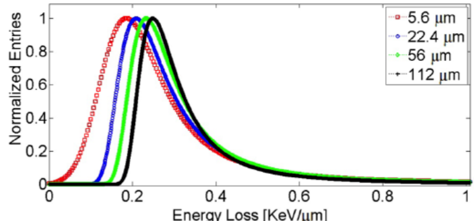 Normalized Entries
1
0.8
0.6
0.4
0.2
0
5.6 μm
22.4 μm
56 μm
112 μm
0 0.2 0.4 0.6 0.8 1
Energy Loss [KeV/μm]